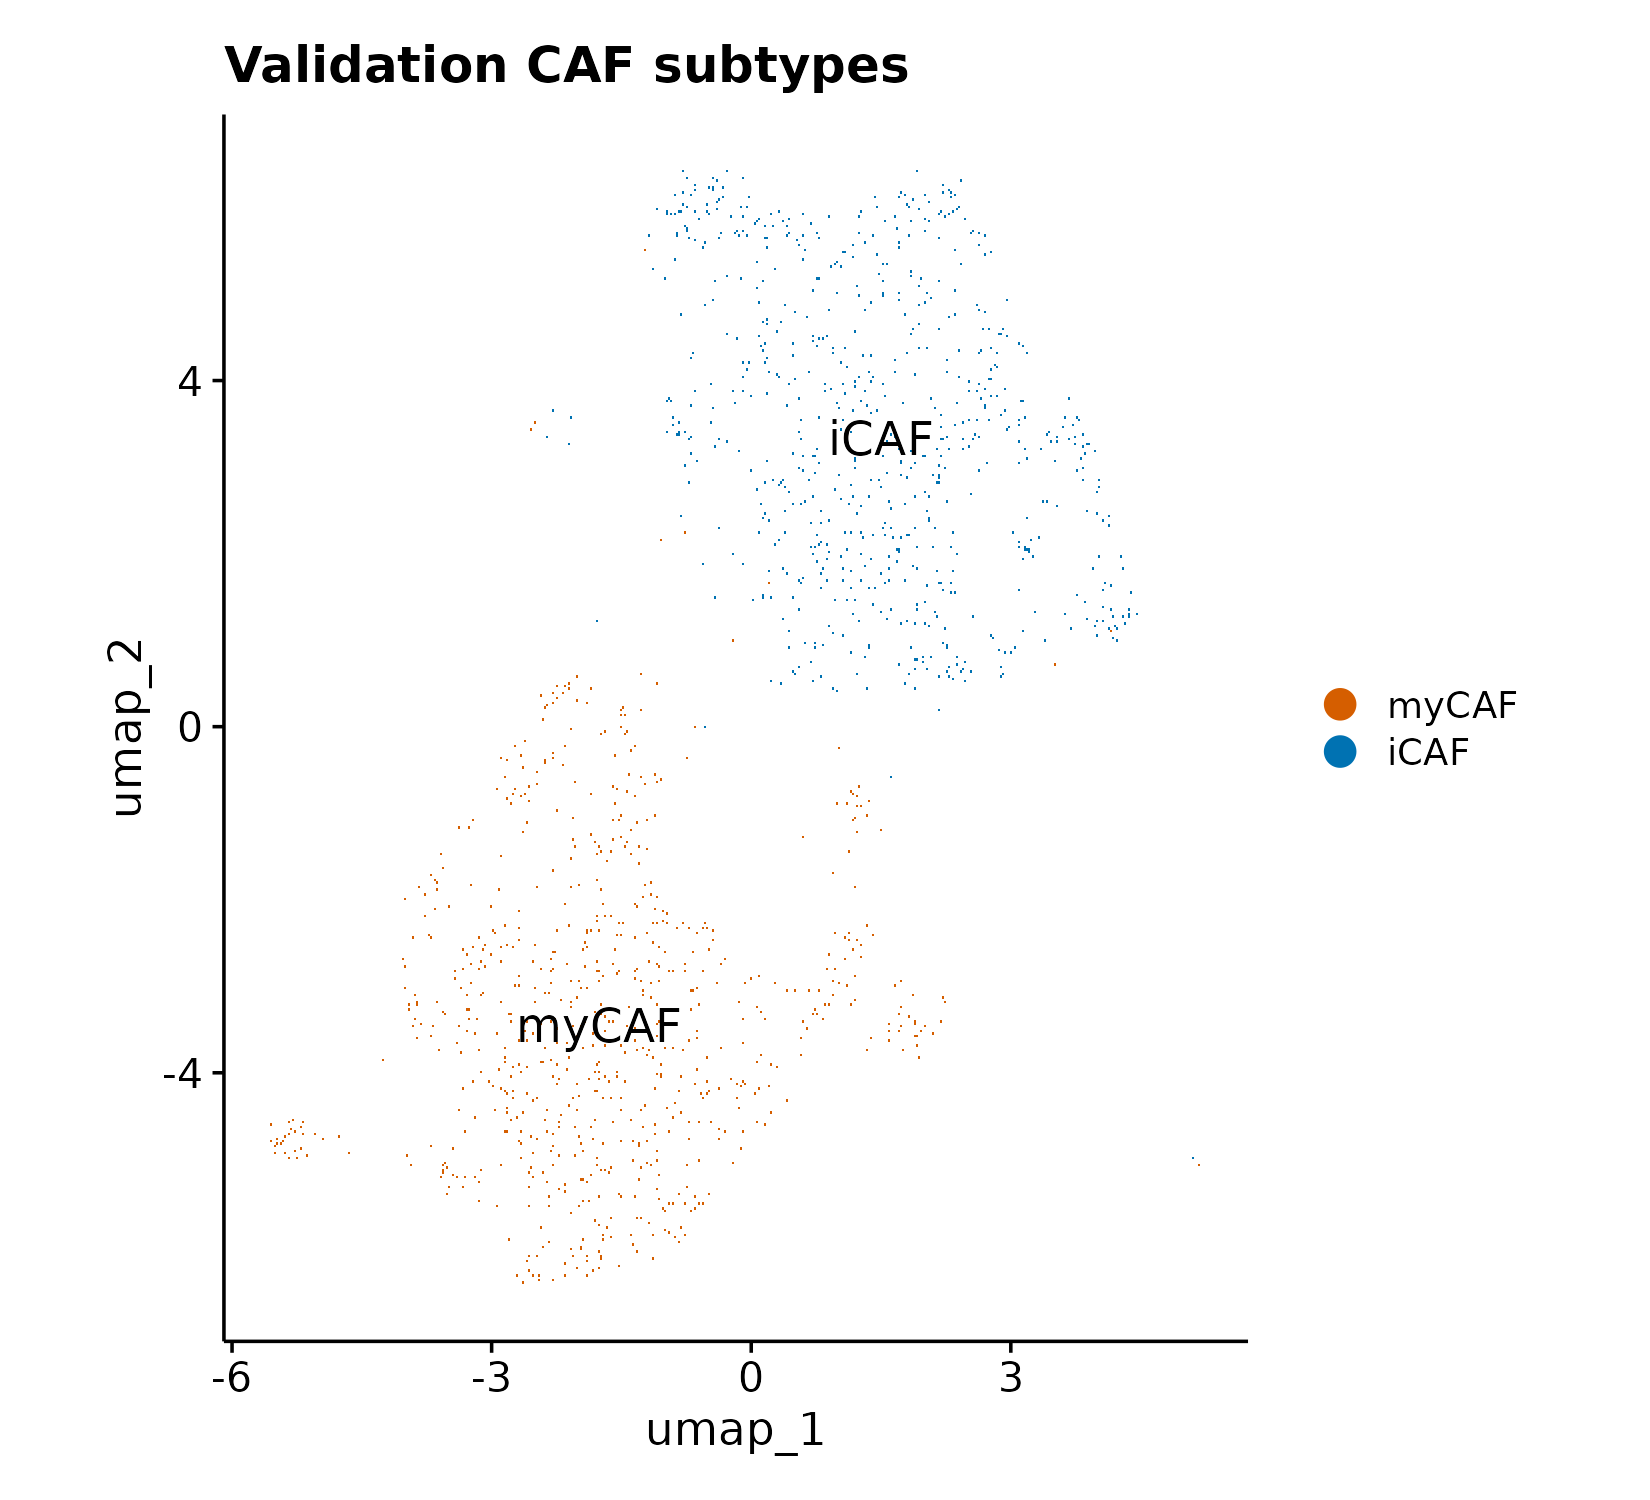 Validation CAF subtypes
iCAF
4
umap_2
0
myCAF
iCAF
myCAF
-4
-6 -3 0 3
umap_1